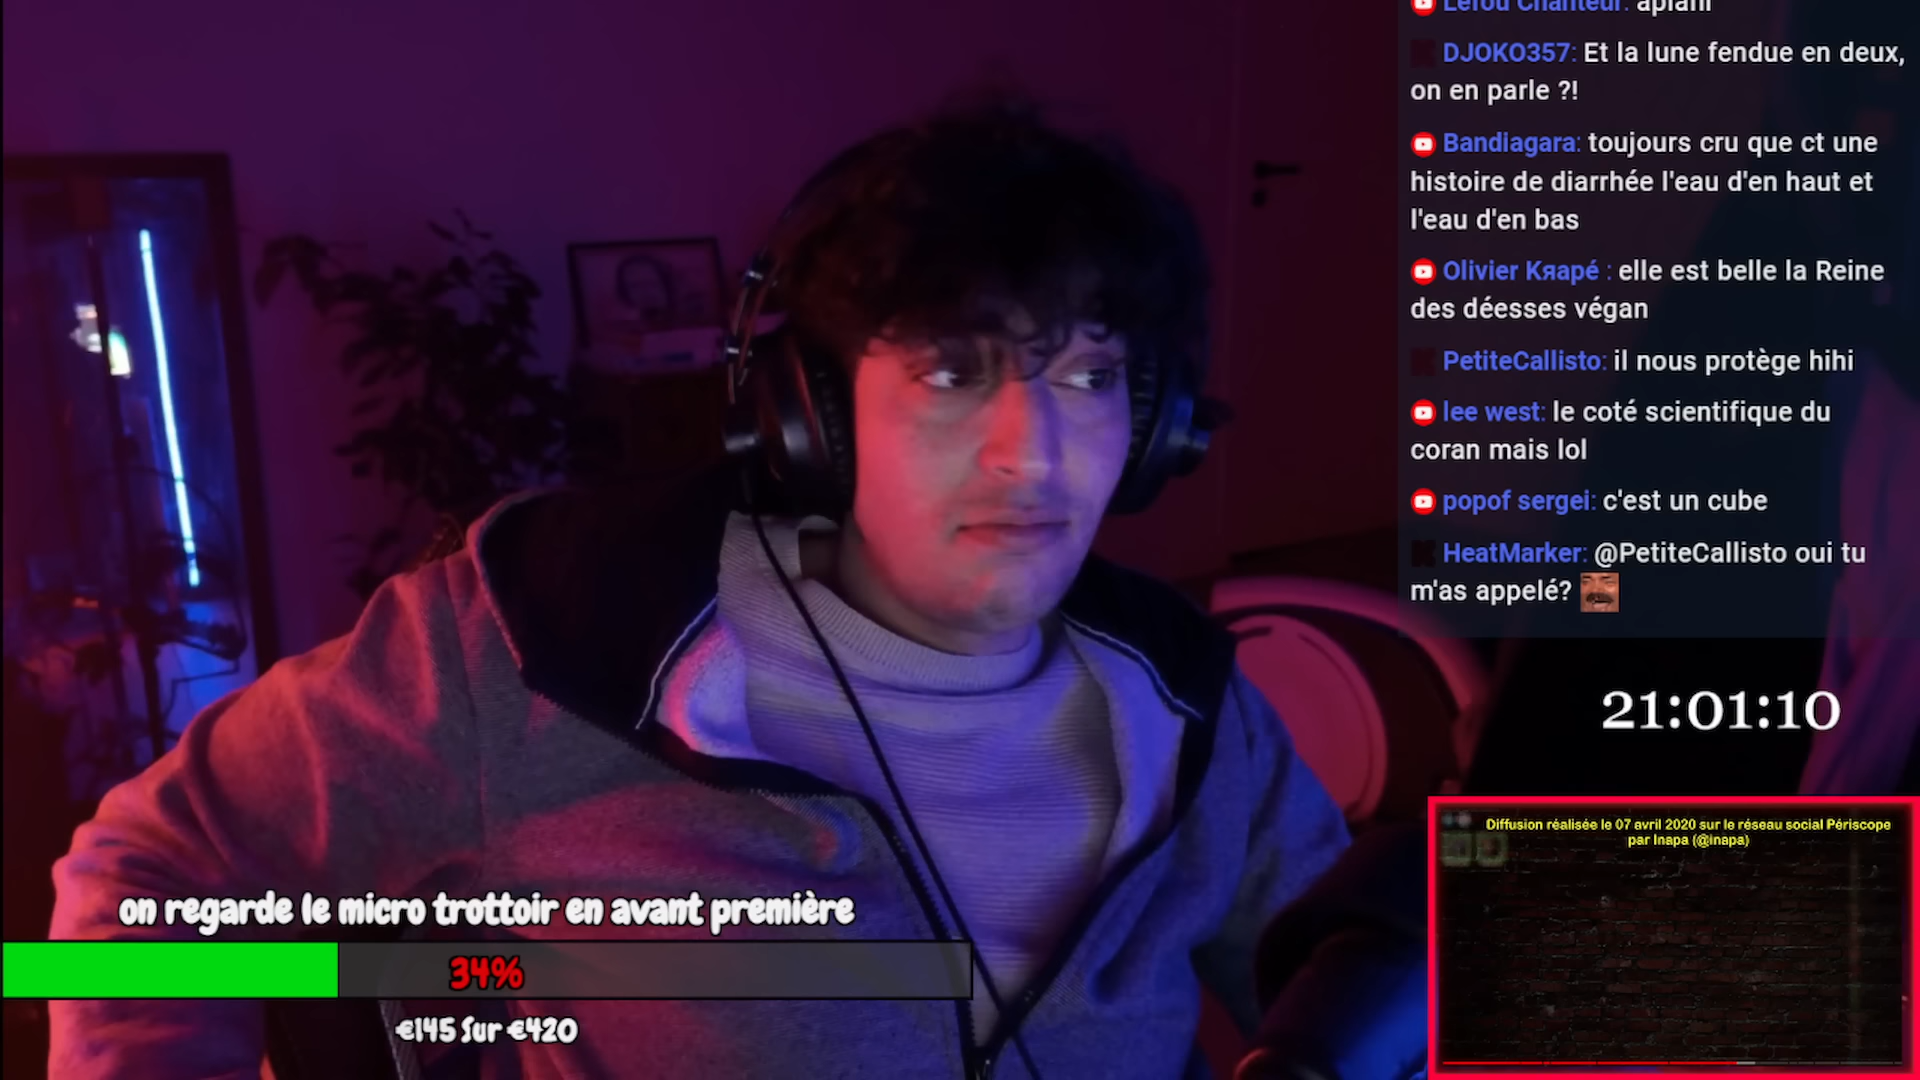 Lefou Chanteur: aplani
DJOKO357: Et la lune fendue en deux,
on en parle ?!
Bandiagara: toujours cru que ct une
histoire de diarrhée l'eau d'en haut et
l'eau d'en bas
Olivier Kяapé : elle est belle la Reine
des déesses végan
PetiteCallisto: il nous protège hihi
lee west: le coté scientifique du
coran mais lol
popof sergei: c'est un cube
HeatMarker: @PetiteCallisto oui tu
m'as appelé?
21:01:10
Diffusion réalisée le 07 avril 2020 sur le réseau social Périscope
par Inapa (@inapa)
on regarde le micro trottoir en avant première
34%
€145 Sur €420